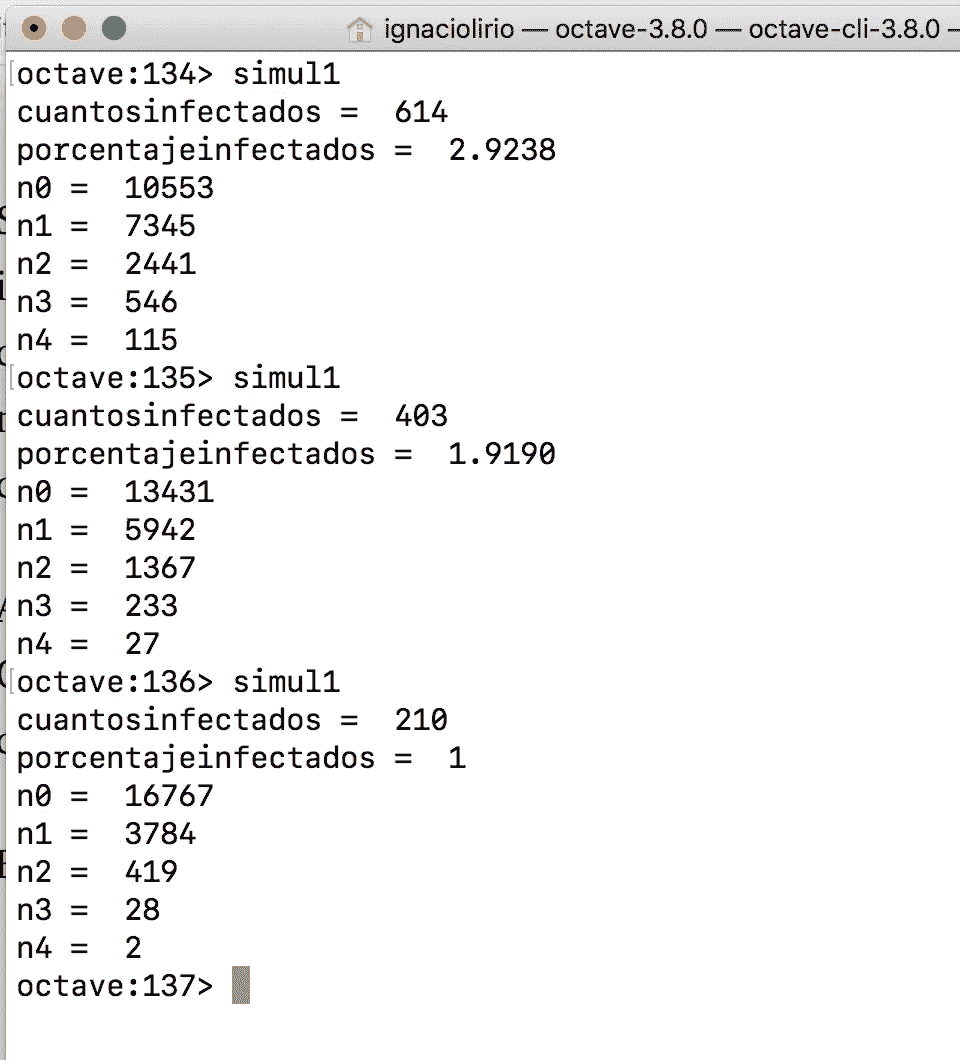 ignaciolirio — octave-3.8.0 — octave-cli-3.8.0 —
octave:134> simul1
cuantosinfectados =  614
porcentajeinfectados =  2.9238
n0 =  10553
n1 =  7345
n2 =  2441
n3 =  546
n4 =  115
octave:135> simul1
cuantosinfectados =  403
porcentajeinfectados =  1.9190
n0 =  13431
n1 =  5942
n2 =  1367
n3 =  233
n4 =  27
octave:136> simul1
cuantosinfectados =  210
porcentajeinfectados =  1
n0 =  16767
n1 =  3784
n2 =  419
n3 =  28
n4 =  2
octave:137>